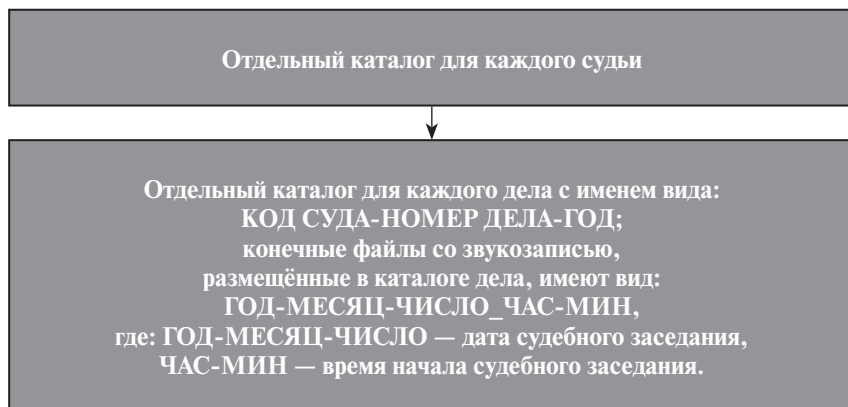 Отдельный каталог для каждого судьи
Отдельный каталог для каждого дела с именем вида:
КОД СУДА-НОМЕР ДЕЛА-ГОД;
конечные файлы со звукозаписью,
размещённые в каталоге дела, имеют вид:
ГОД-МЕСЯЦ-ЧИСЛО_ЧАС-МИН,
где: ГОД-МЕСЯЦ-ЧИСЛО — дата судебного заседания,
ЧАС-МИН — время начала судебного заседания.